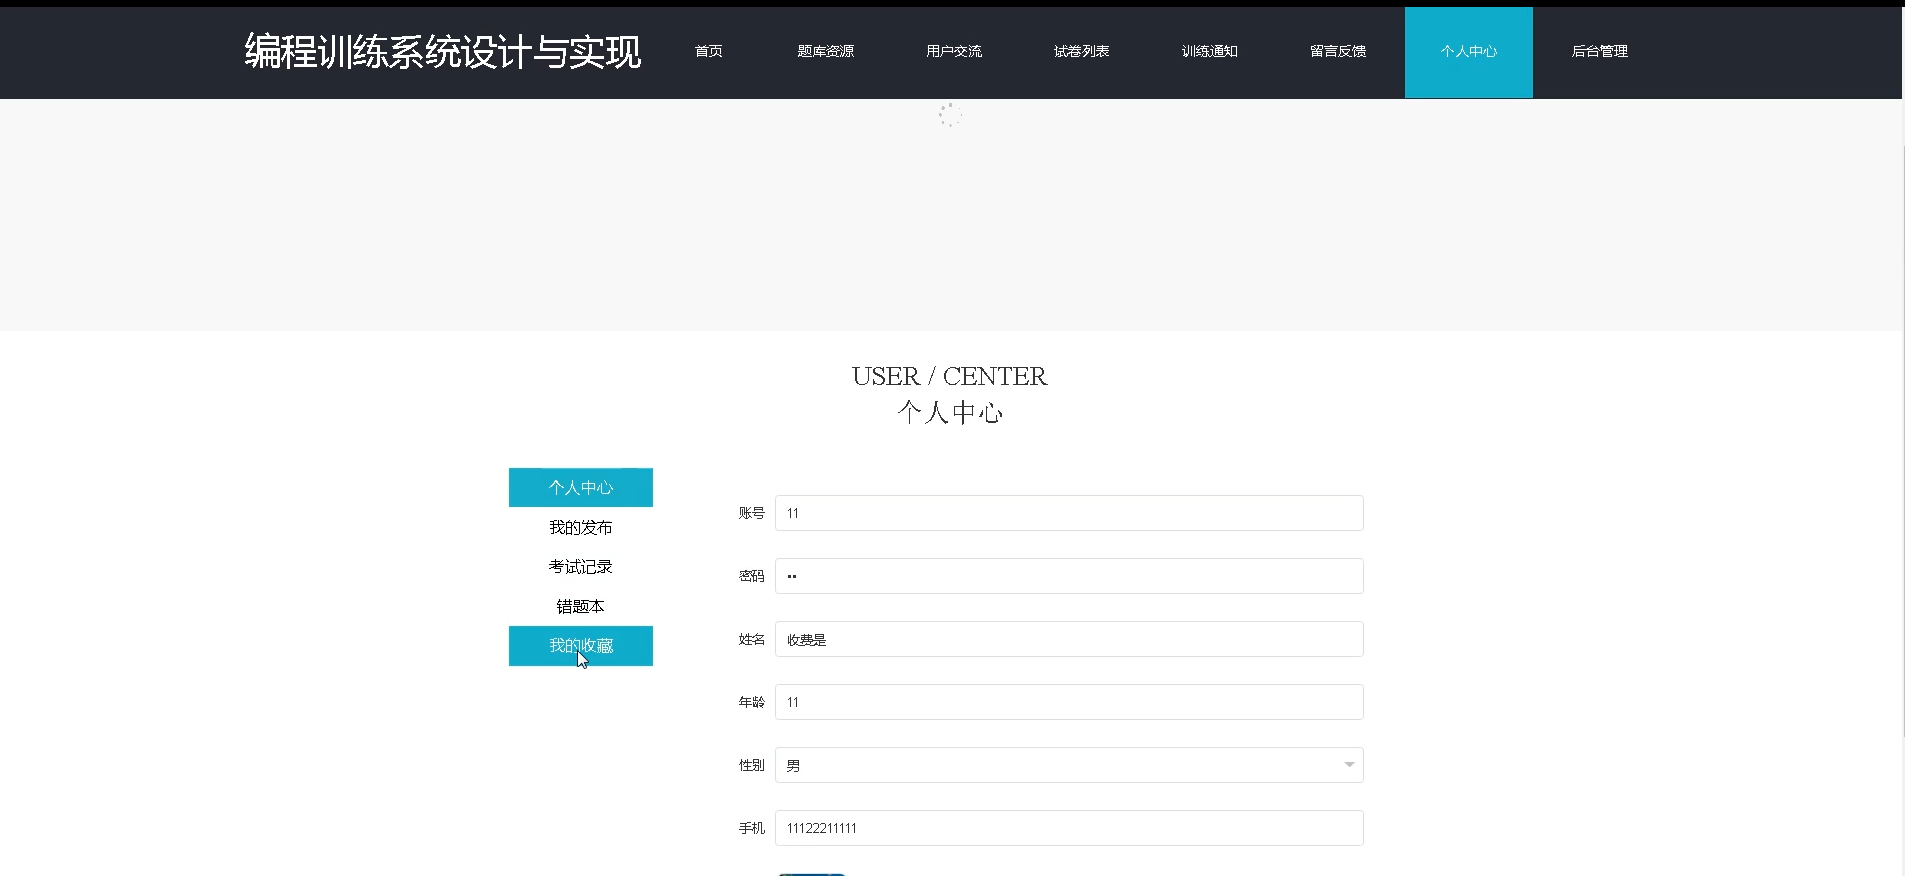 编程训练系统设计与实现 首页 题库资源 用户交流 试卷列表 训练通知 留言反馈 个人中心 后台管理
USER / CENTER
个人中心
个人中心
我的发布
考试记录
错题本
我的收藏
账号 11
密码 ••
姓名 收费是
年龄 11
性别 男
手机 11122211111